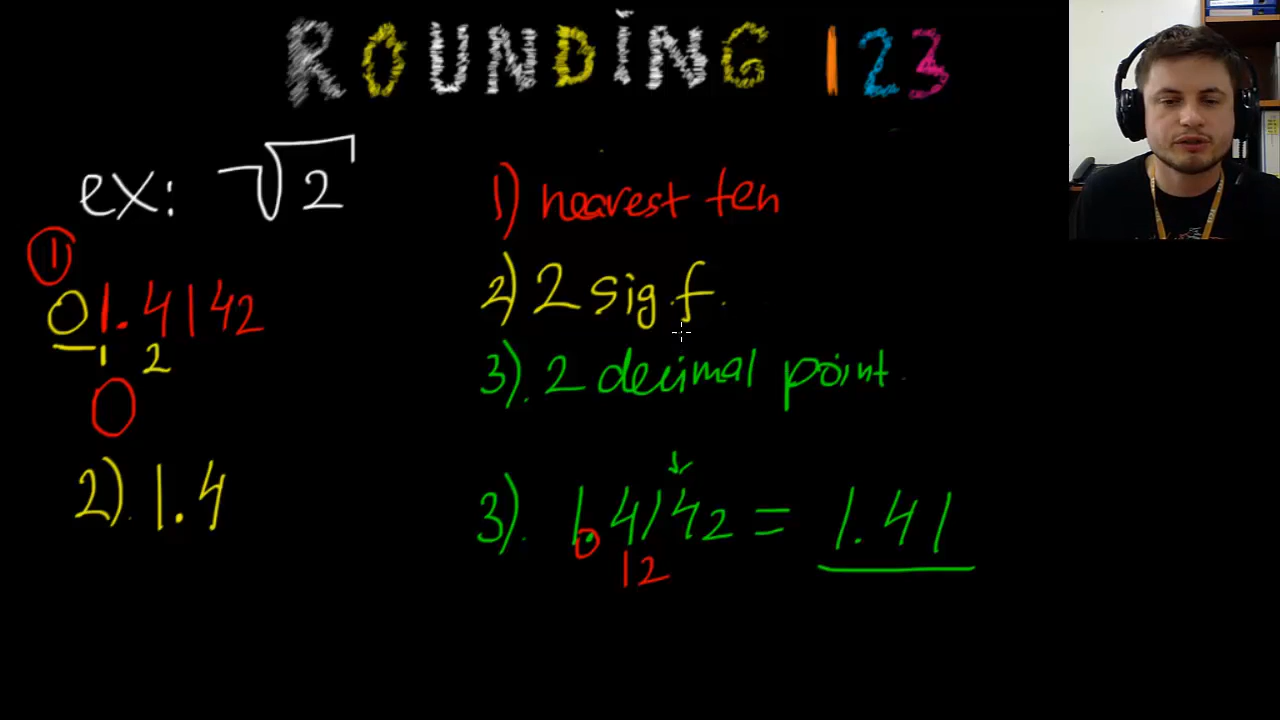 ROUNDING 123
ex: √2
1) nearest ten
2) 2 sig.f.
3). 2 decimal point.
1
01.4142
1 2
0
2). 1.4
3). 1.4142 = 1.41
0
12